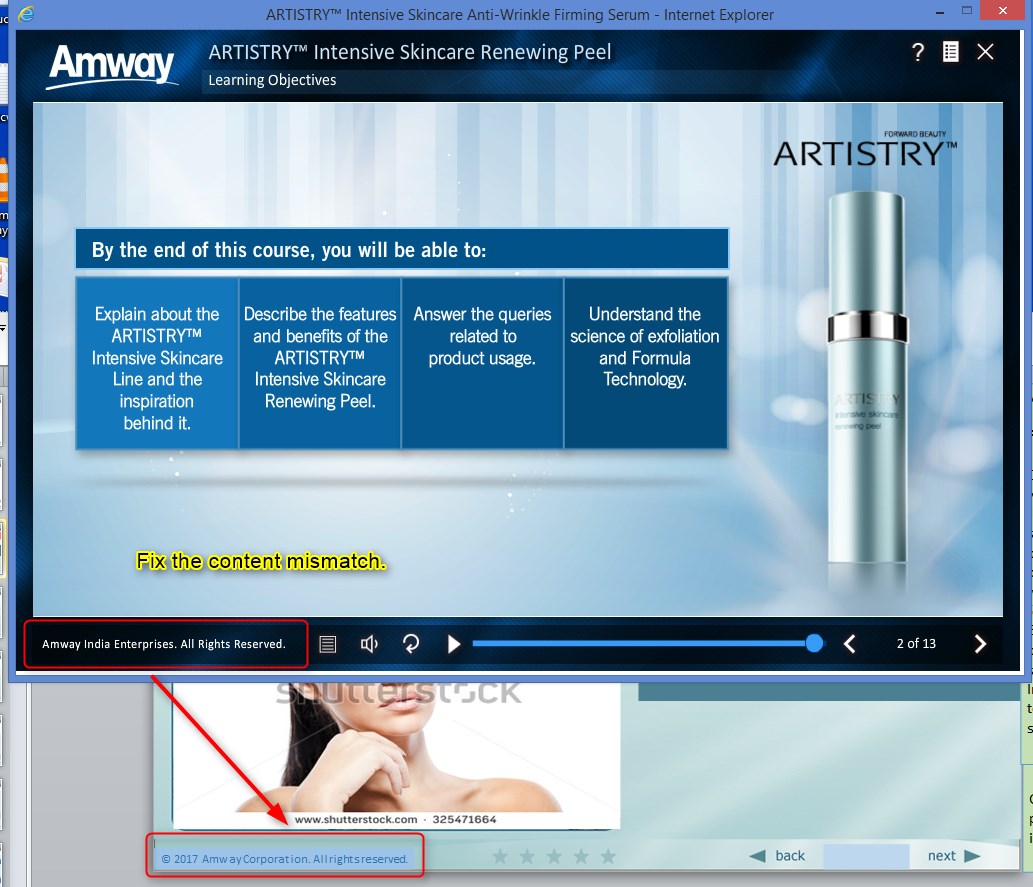 ARTISTRY™ Intensive Skincare Anti-Wrinkle Firming Serum - Internet Explorer
Amway
ARTISTRY™ Intensive Skincare Renewing Peel
Learning Objectives
?
FORWARD BEAUTY
ARTISTRY™
By the end of this course, you will be able to:
Explain about the
ARTISTRY™
Intensive Skincare
Line and the
inspiration
behind it.
Describe the features
and benefits of the
ARTISTRY™
Intensive Skincare
Renewing Peel.
Answer the queries
related to
product usage.
Understand the
science of exfoliation
and Formula
Technology.
ARTISTRY
intensive skincare
renewing peel
Fix the content mismatch.
Amway India Enterprises. All Rights Reserved.
2 of 13
shutterstock
www.shutterstock.com · 325471664
© 2017 Amway Corporation. All rights reserved.
back
next